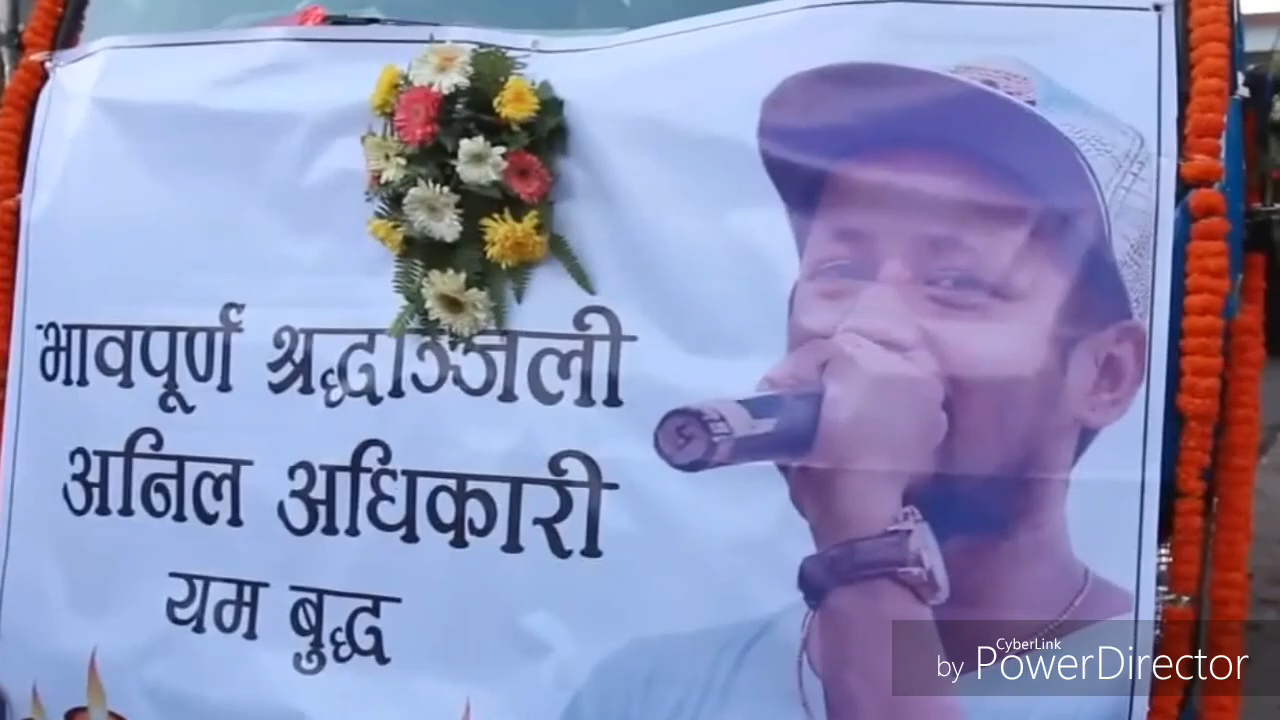 भावपूर्ण श्रद्धाञ्जली
अनिल अधिकारी
यम बुद्ध
CyberLink
by PowerDirector